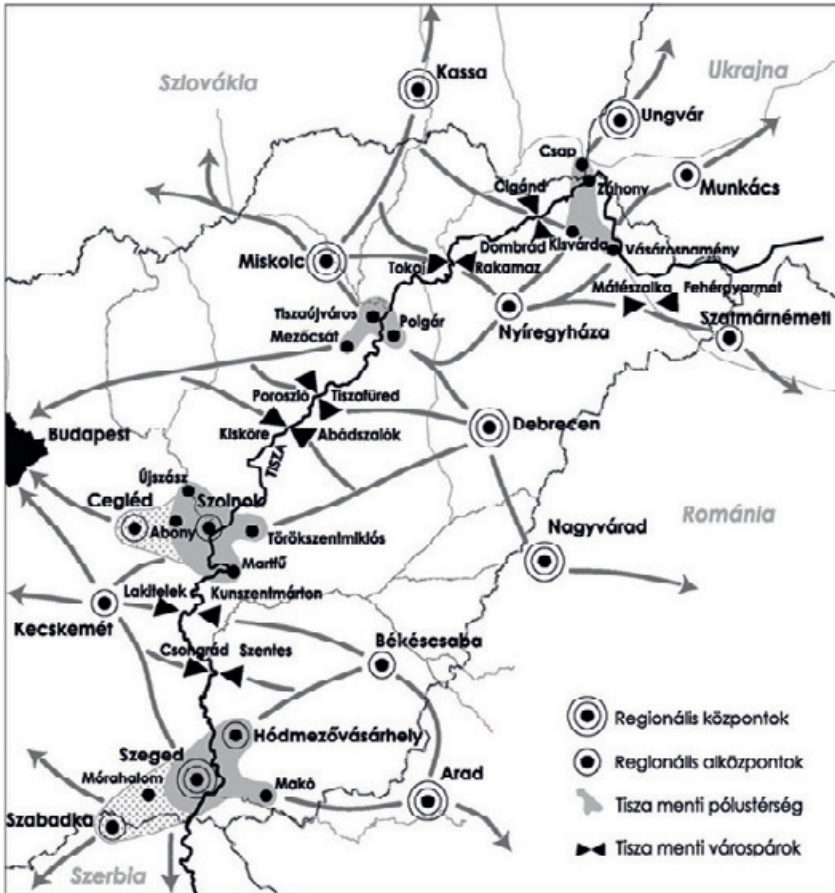 Kassa
Szlovákia
Ukrajna
Ungvár
Csap
Záhony
Munkács
Cigánd
Dombrád
Kisvárda
Vásárosnamény
Miskolc
Tokaj
Rakamaz
Mátészalka
Fehérgyarmat
Tiszaújváros
Polgár
Nyíregyháza
Szatmárnémeti
Mezőcsát
Poroszló
Tiszafüred
Budapest
Kisköre
Abádszalók
Debrecen
TISZA
Újszász
Cegléd
Szolnok
Abony
Törökszentmiklós
Nagyvárad
Románia
Martfű
Lakitelek
Kunszentmárton
Kecskemét
Békéscsaba
Csongrád
Szentes
Regionális központok
Szeged
Hódmezővásárhely
Regionális alközpontok
Mórahalom
Makó
Arad
Tisza menti pólustérség
Szabadka
Tisza menti várospárok
Szerbia